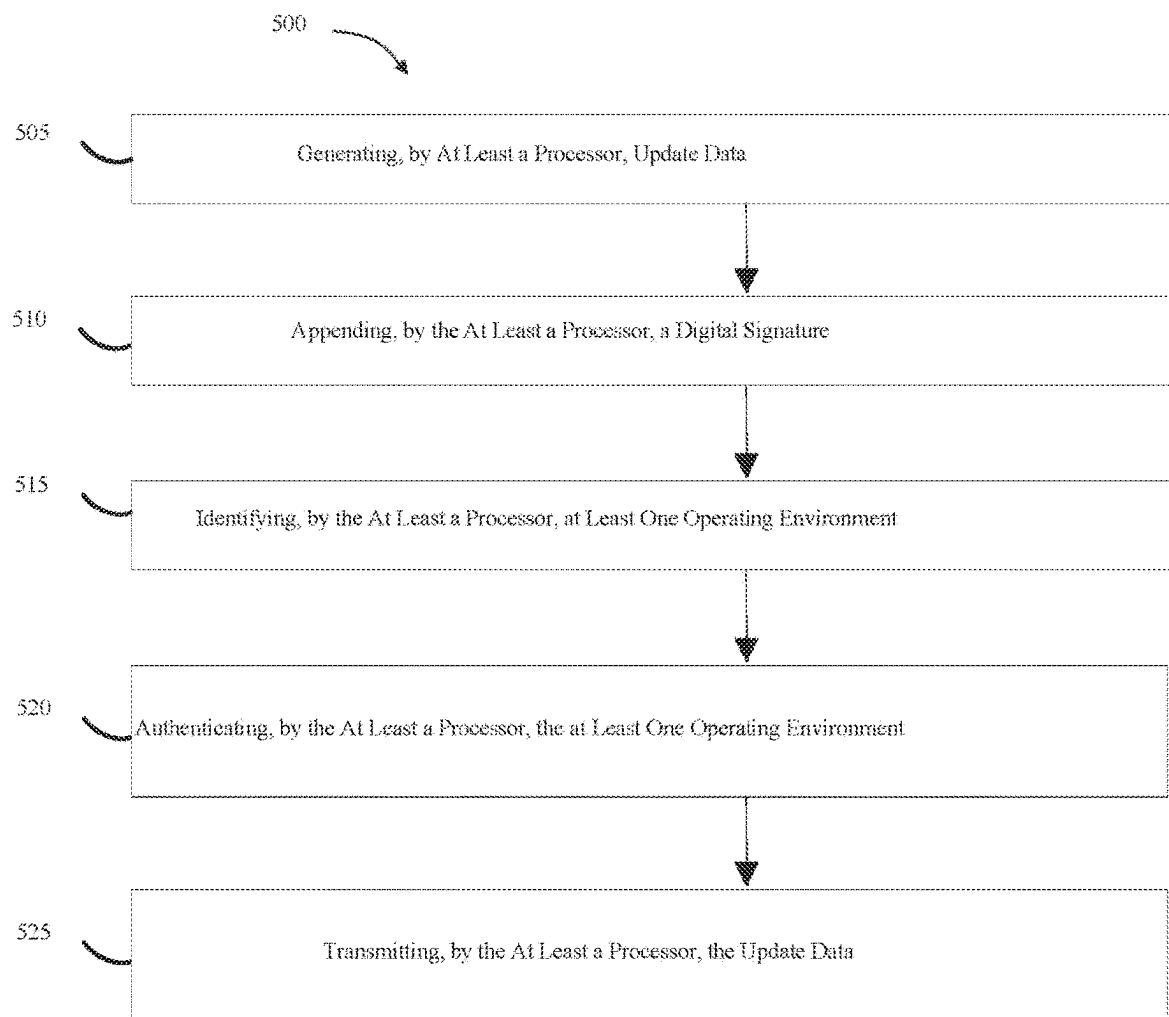 500
505
Generating, by At Least a Processor, Update Data
510
Appending, by the At Least a Processor, a Digital Signature
515
Identifying, by the At Least a Processor, at Least One Operating Environment
520
Authenticating, by the At Least a Processor, the at Least One Operating Environment
525
Transmitting, by the At Least a Processor, the Update Data